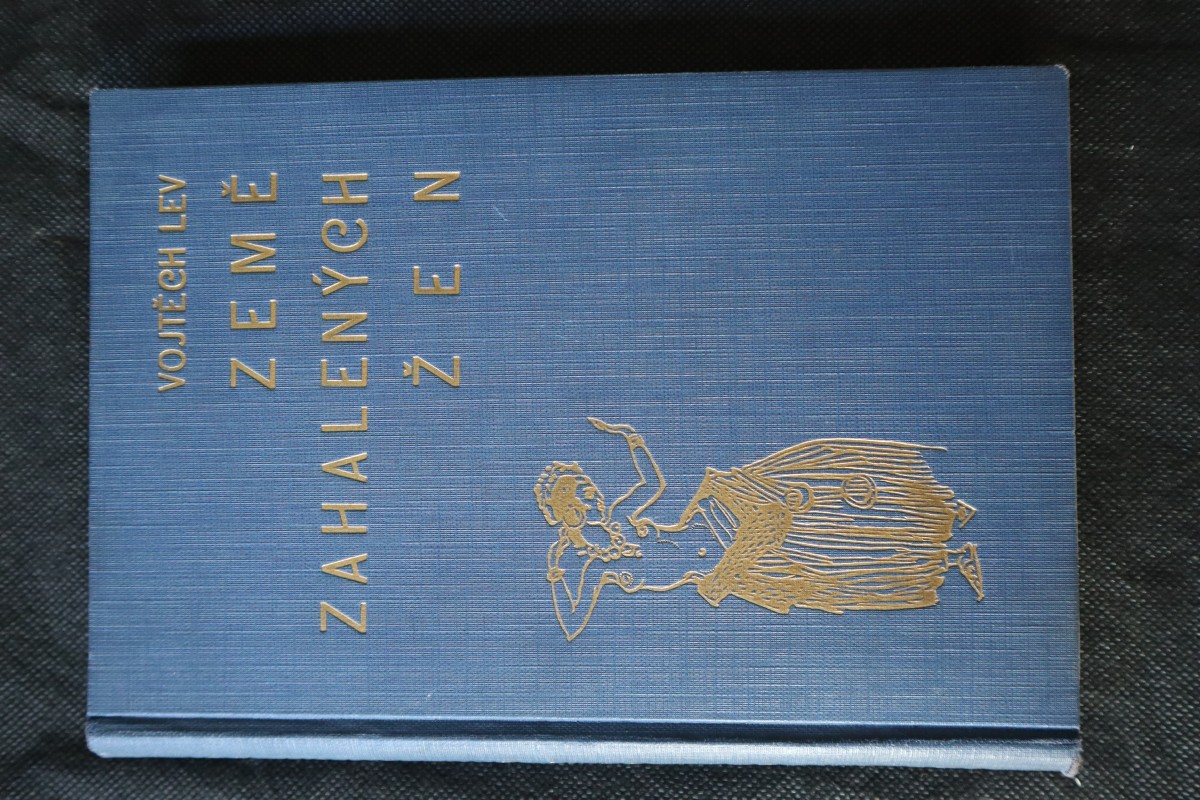 VOJTĚCH LEV
ZEMĚ
ZAHALENÝCH
ŽEN